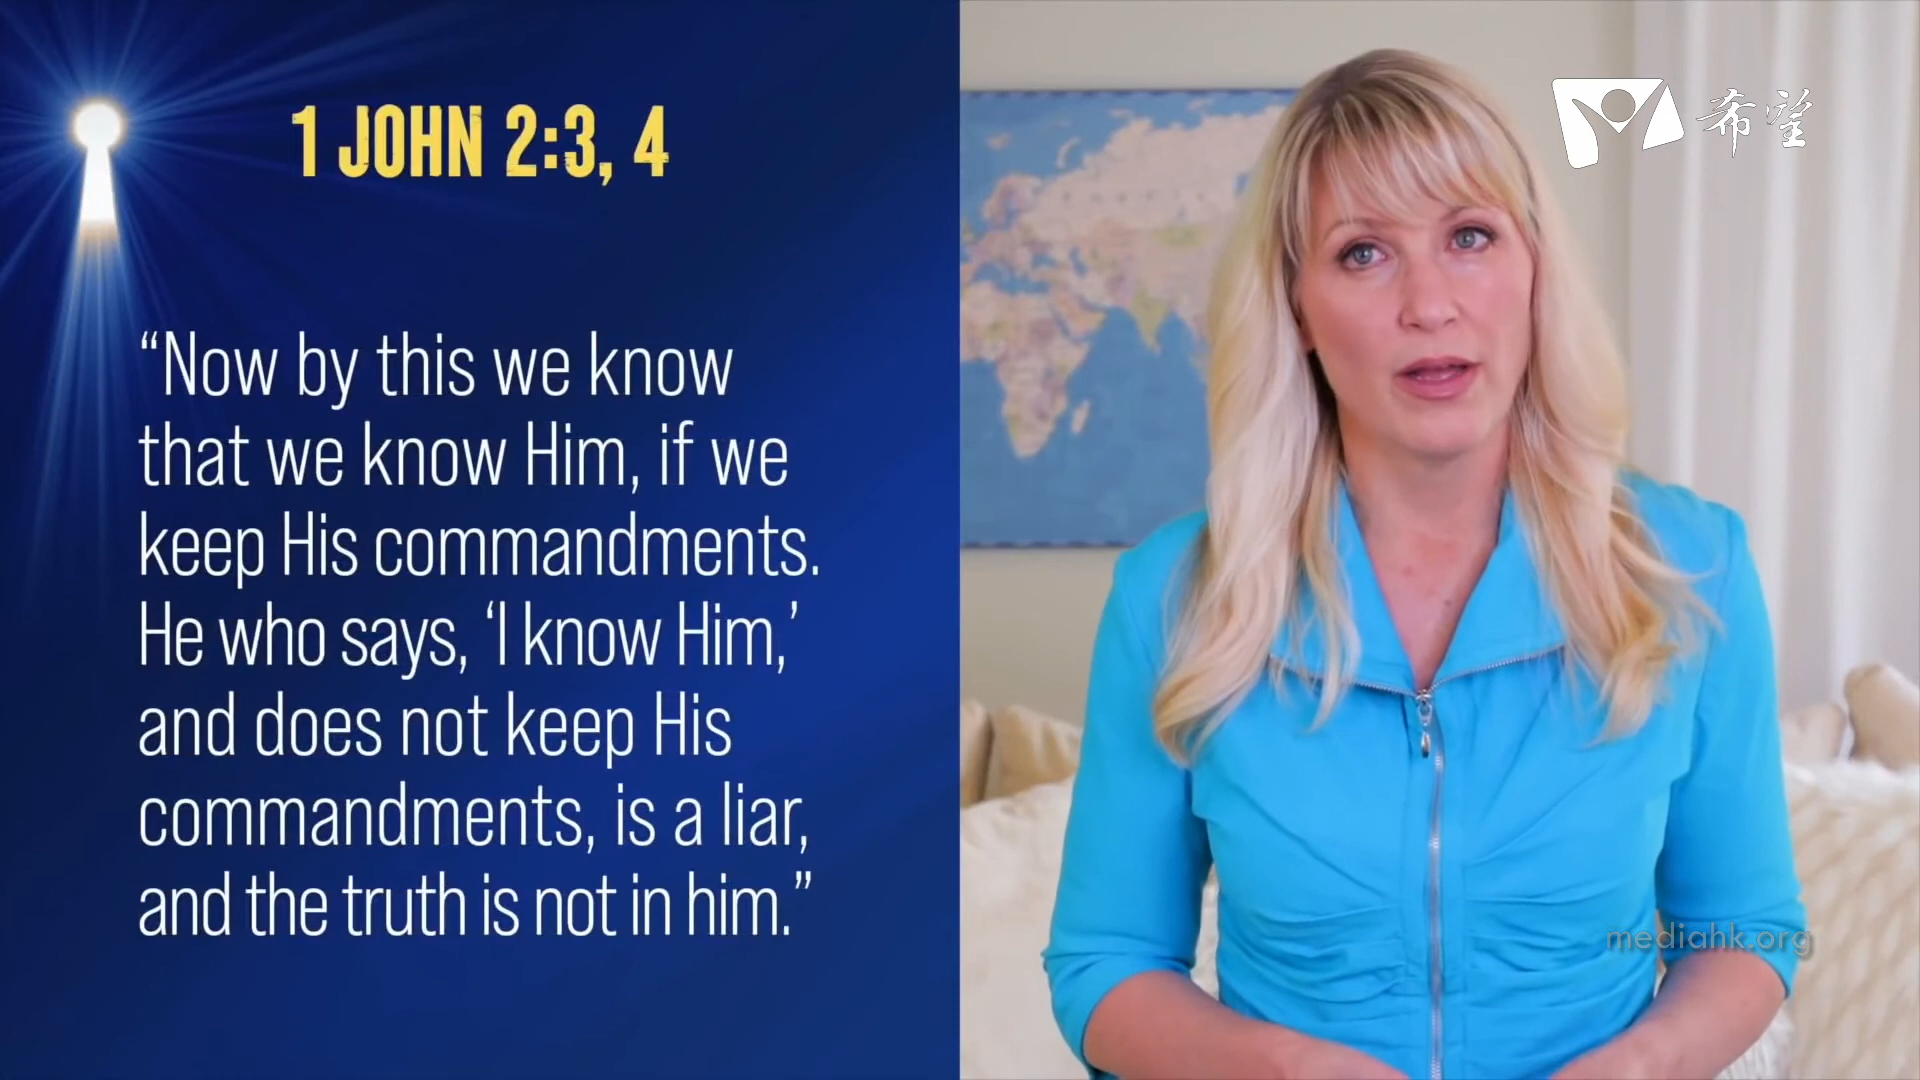 1 JOHN 2:3, 4
“Now by this we know
that we know Him, if we
keep His commandments.
He who says, ‘I know Him,’
and does not keep His
commandments, is a liar,
and the truth is not in him.”
希望
mediahk.org